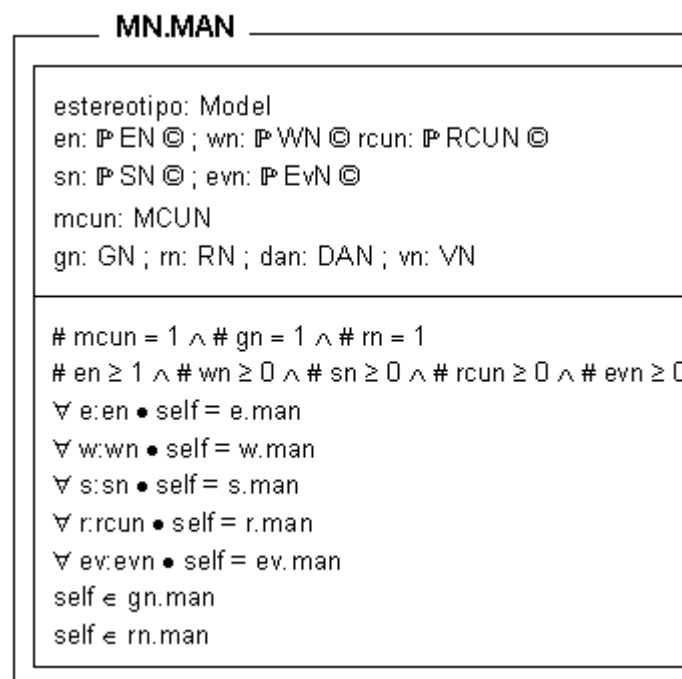 MN.MAN
estereotipo: Model
en: ℙ EN © ; wn: ℙ WN © rcun: ℙ RCUN ©
sn: ℙ SN © ; evn: ℙ EvN ©
mcun: MCUN
gn: GN ; rn: RN ; dan: DAN ; vn: VN
# mcun = 1 ∧ # gn = 1 ∧ # rn = 1
# en ≥ 1 ∧ # wn ≥ 0 ∧ # sn ≥ 0 ∧ # rcun ≥ 0 ∧ # evn ≥ 0
∀ e:en • self = e.man
∀ w:wn • self = w.man
∀ s:sn • self = s.man
∀ r:rcun • self = r.man
∀ ev:evn • self = ev.man
self ∈ gn.man
self ∈ rn.man